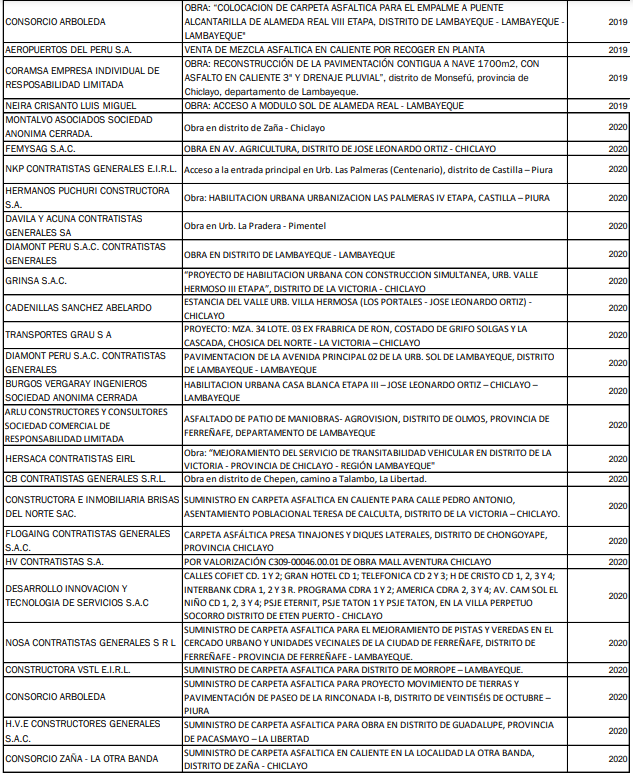 CONSORCIO ARBOLEDA
OBRA: "COLOCACION DE CARPETA ASFALTICA PARA EL EMPALME A PUENTE
ALCANTARILLA DE ALAMEDA REAL VIII ETAPA, DISTRITO DE LAMBAYEQUE - LAMBAYEQUE -
LAMBAYEQUE"
2019
AEROPUERTOS DEL PERU S.A.
VENTA DE MEZCLA ASFALTICA EN CALIENTE POR RECOGER EN PLANTA
2019
CORAMSA EMPRESA INDIVIDUAL DE
RESPOSABILIDAD LIMITADA
OBRA: RECONSTRUCCIÓN DE LA PAVIMENTACIÓN CONTIGUA A NAVE 1700m2, CON
ASFALTO EN CALIENTE 3" Y DRENAJE PLUVIAL", distrito de Monsefú, provincia de
Chiclayo, departamento de Lambayeque.
2019
NEIRA CRISANTO LUIS MIGUEL
OBRA: ACCESO A MODULO SOL DE ALAMEDA REAL - LAMBAYEQUE
2019
MONTALVO ASOCIADOS SOCIEDAD
ANONIMA CERRADA.
Obra en distrito de Zaña - Chiclayo
2020
FEMYSAG S.A.C.
OBRA EN AV. AGRICULTURA, DISTRITO DE JOSE LEONARDO ORTIZ - CHICLAYO
2020
NKP CONTRATISTAS GENERALES E.I.R.L.
Acceso a la entrada principal en Urb. Las Palmeras (Centenario), distrito de Castilla – Piura
2020
HERMANOS PUCHURI CONSTRUCTORA
S.A.
Obra: HABILITACION URBANA URBANIZACION LAS PALMERAS IV ETAPA, CASTILLA – PIURA
2020
DAVILA Y ACUNA CONTRATISTAS
GENERALES SA
Obra en Urb. La Pradera - Pimentel
2020
DIAMONT PERU S.A.C. CONTRATISTAS
GENERALES
OBRA EN DISTRITO DE LAMBAYEQUE - LAMBAYEQUE
2020
GRINSA S.A.C.
"PROYECTO DE HABILITACION URBANA CON CONSTRUCCION SIMULTANEA, URB. VALLE
HERMOSO III ETAPA", DISTRITO DE LA VICTORIA - CHICLAYO
2020
CADENILLAS SANCHEZ ABELARDO
ESTANCIA DEL VALLE URB. VILLA HERMOSA (LOS PORTALES - JOSE LEONARDO ORTIZ) -
CHICLAYO
2020
TRANSPORTES GRAU S A
PROYECTO: MZA. 34 LOTE. 03 EX FRABRICA DE RON, COSTADO DE GRIFO SOLGAS Y LA
CASCADA, CHOSICA DEL NORTE - LA VICTORIA – CHICLAYO
2020
DIAMONT PERU S.A.C. CONTRATISTAS
GENERALES
PAVIMENTACION DE LA AVENIDA PRINCIPAL 02 DE LA URB. SOL DE LAMBAYEQUE, DISTRITO
DE LAMBAYEQUE - LAMBAYEQUE
2020
BURGOS VERGARAY INGENIEROS
SOCIEDAD ANONIMA CERRADA
HABILITACION URBANA CASA BLANCA ETAPA III – JOSE LEONARDO ORTIZ – CHICLAYO –
LAMBAYEQUE
2020
ARLU CONSTRUCTORES Y CONSULTORES
SOCIEDAD COMERCIAL DE
RESPONSABILIDAD LIMITADA
ASFALTADO DE PATIO DE MANIOBRAS- AGROVISION, DISTRITO DE OLMOS, PROVINCIA DE
FERREÑAFE, DEPARTAMENTO DE LAMBAYEQUE
2020
HERSACA CONTRATISTAS EIRL
Obra: "MEJORAMIENTO DEL SERVICIO DE TRANSITABILIDAD VEHICULAR EN DISTRITO DE LA
VICTORIA - PROVINCIA DE CHICLAYO - REGIÓN LAMBAYEQUE"
2020
CB CONTRATISTAS GENERALES S.R.L.
Obra en distrito de Chepen, camino a Talambo, La Libertad.
2020
CONSTRUCTORA E INMOBILIARIA BRISAS
DEL NORTE SAC.
SUMINISTRO EN CARPETA ASFALTICA EN CALIENTE PARA CALLE PEDRO ANTONIO,
ASENTAMIENTO POBLACIONAL TERESA DE CALCULTA, DISTRITO DE LA VICTORIA – CHICLAYO.
2020
FLOGAING CONTRATISTAS GENERALES
S.A.C.
CARPETA ASFÁLTICA PRESA TINAJONES Y DIQUES LATERALES, DISTRITO DE CHONGOYAPE,
PROVINCIA CHICLAYO
2020
HV CONTRATISTAS S.A.
POR VALORIZACIÓN C309-00046.00.01 DE OBRA MALL AVENTURA CHICLAYO
2020
DESARROLLO INNOVACION Y
TECNOLOGIA DE SERVICIOS S.A.C
CALLES COFIET CD. 1 Y 2; GRAN HOTEL CD 1; TELEFONICA CD 2 Y 3; H DE CRISTO CD 1, 2, 3 Y 4;
INTERBANK CDRA 1, 2 Y 3 R. PROGRAMA CDRA 1 Y 2; AMERICA CDRA 2, 3 Y 4; AV. CAM SOL EL
NIÑO CD 1, 2, 3 Y 4; PSJE ETERNIT, PSJE TATON 1 Y PSJE TATON, EN LA VILLA PERPETUO
SOCORRO DISTRITO DE ETEN PUERTO - CHICLAYO
2020
NOSA CONTRATISTAS GENERALES S R L
SUMINISTRO DE CARPETA ASFALTICA PARA EL MEJORAMIENTO DE PISTAS Y VEREDAS EN EL
CERCADO URBANO Y UNIDADES VECINALES DE LA CIUDAD DE FERREÑAFE, DISTRITO DE
FERREÑAFE - PROVINCIA DE FERREÑAFE - LAMBAYEQUE.
2020
CONSTRUCTORA VSTL E.I.R.L.
SUMINISTRO DE CARPETA ASFALTICA PARA DISTRITO DE MORROPE – LAMBAYEQUE.
2020
CONSORCIO ARBOLEDA
SUMINISTRO DE CARPETA ASFALTICA PARA PROYECTO MOVIMIENTO DE TIERRAS Y
PAVIMENTACIÓN DE PASEO DE LA RINCONADA I-B, DISTRITO DE VEINTISÉIS DE OCTUBRE –
PIURA
2020
H.V.E CONSTRUCTORES GENERALES
S.A.C.
SUMINISTRO DE CARPETA ASFALTICA PARA OBRA EN DISTRITO DE GUADALUPE, PROVINCIA
DE PACASMAYO – LA LIBERTAD
2020
CONSORCIO ZAÑA - LA OTRA BANDA
SUMINISTRO DE CARPETA ASFALTICA EN CALIENTE EN LA LOCALIDAD LA OTRA BANDA,
DISTRITO DE ZAÑA - CHICLAYO
2020